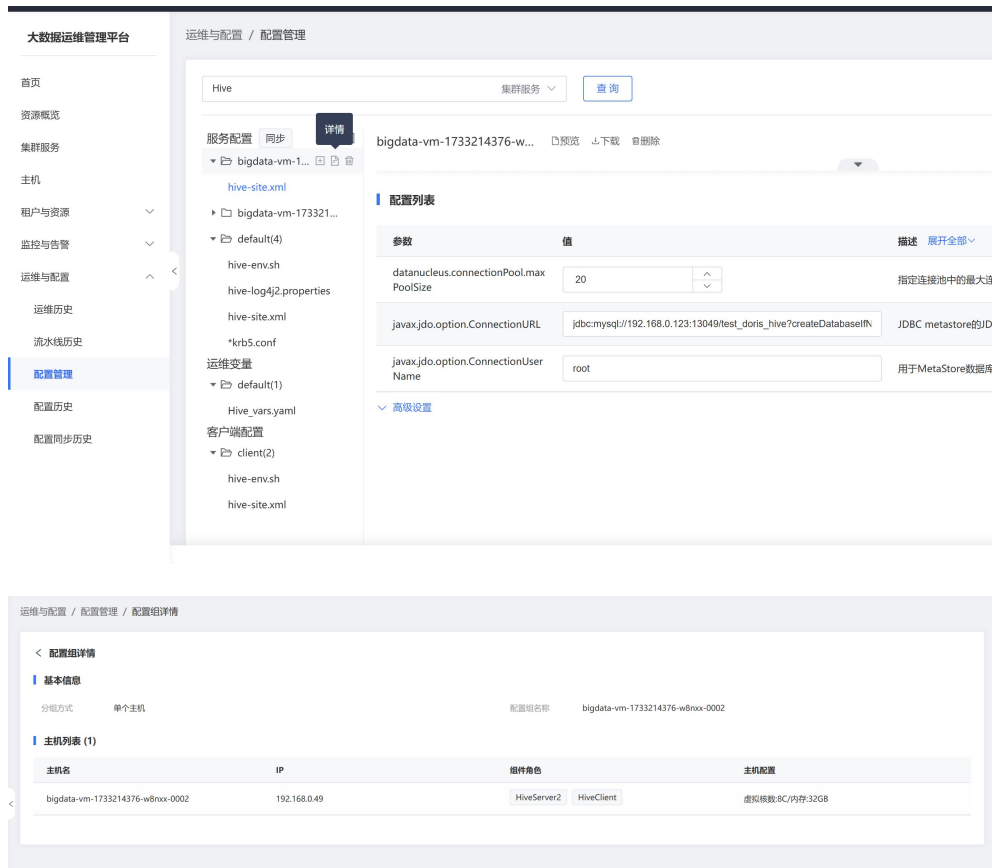 大数据运维管理平台
首页
资源概览
集群服务
主机
租户与资源
监控与告警
运维与配置
运维历史
流水线历史
配置管理
配置历史
配置同步历史
运维与配置 / 配置管理
Hive 集群服务 查 询
服务配置 同步 详情
bigdata-vm-1...
hive-site.xml
bigdata-vm-173321...
default(4)
hive-env.sh
hive-log4j2.properties
hive-site.xml
*krb5.conf
运维变量
default(1)
Hive_vars.yaml
客户端配置
client(2)
hive-env.sh
hive-site.xml
bigdata-vm-1733214376-w... 预览 下载 删除
配置列表
参数 值 描述 展开全部
datanucleus.connectionPool.max
PoolSize
20
指定连接池中的最大连
javax.jdo.option.ConnectionURL jdbc:mysql://192.168.0.123:13049/test_doris_hive?createDatabaseIfN JDBC metastore的JD
javax.jdo.option.ConnectionUser
Name
root
用于MetaStore数据库
高级设置
运维与配置 / 配置管理 / 配置组详情
< 配置组详情
基本信息
分组方式 单个主机 配置组名称 bigdata-vm-1733214376-w8nxx-0002
主机列表 (1)
主机名 IP 组件角色 主机配置
bigdata-vm-1733214376-w8nxx-0002 192.168.0.49 HiveServer2 HiveClient 虚拟核数:8C/内存:32GB